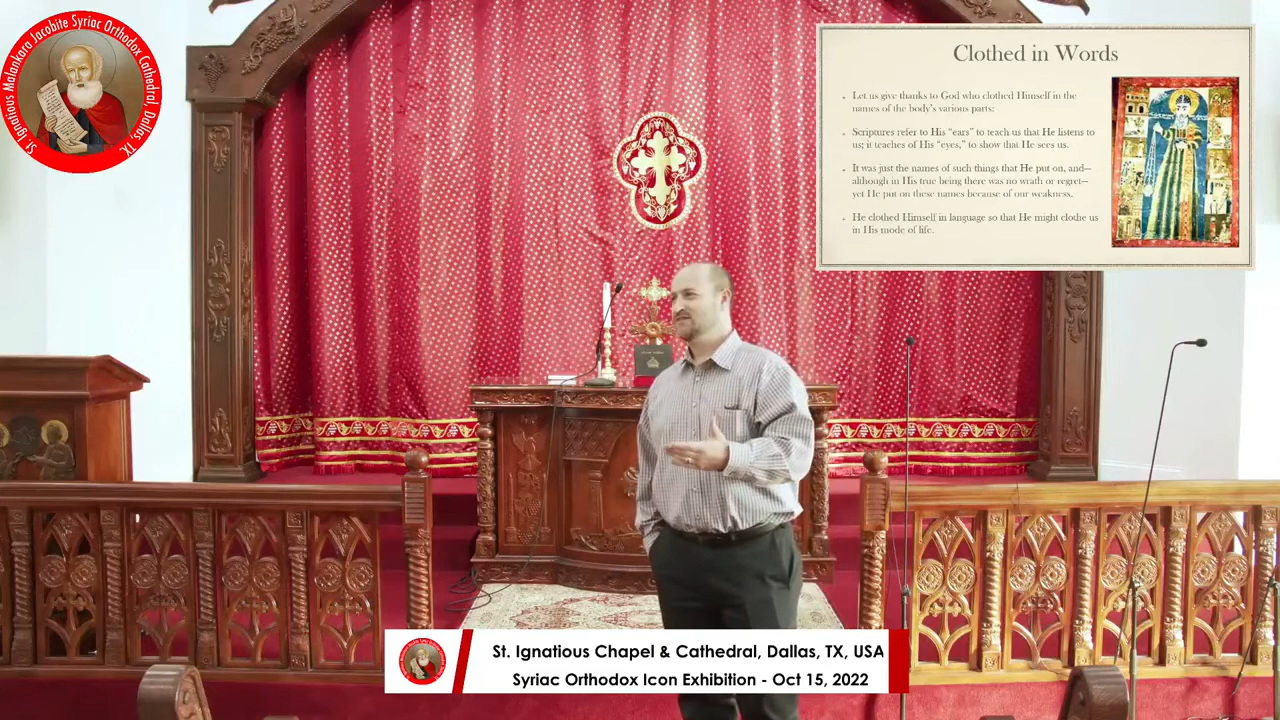 St. Ignatious Malankara Jacobite Syriac Orthodox Cathedral, Dallas, TX.
Clothed in Words
Let us give thanks to God who clothed Himself in the
names of the body's various parts:
Scriptures refer to His “ears” to teach us that He listens to
us; it teaches of His “eyes,” to show that He sees us.
It was just the names of such things that He put on, and—
although in His true being there was no wrath or regret—
yet He put on these names because of our weakness.
He clothed Himself in language so that He might clothe us
in His mode of life.
St. Ignatious Chapel & Cathedral, Dallas, TX, USA
Syriac Orthodox Icon Exhibition - Oct 15, 2022